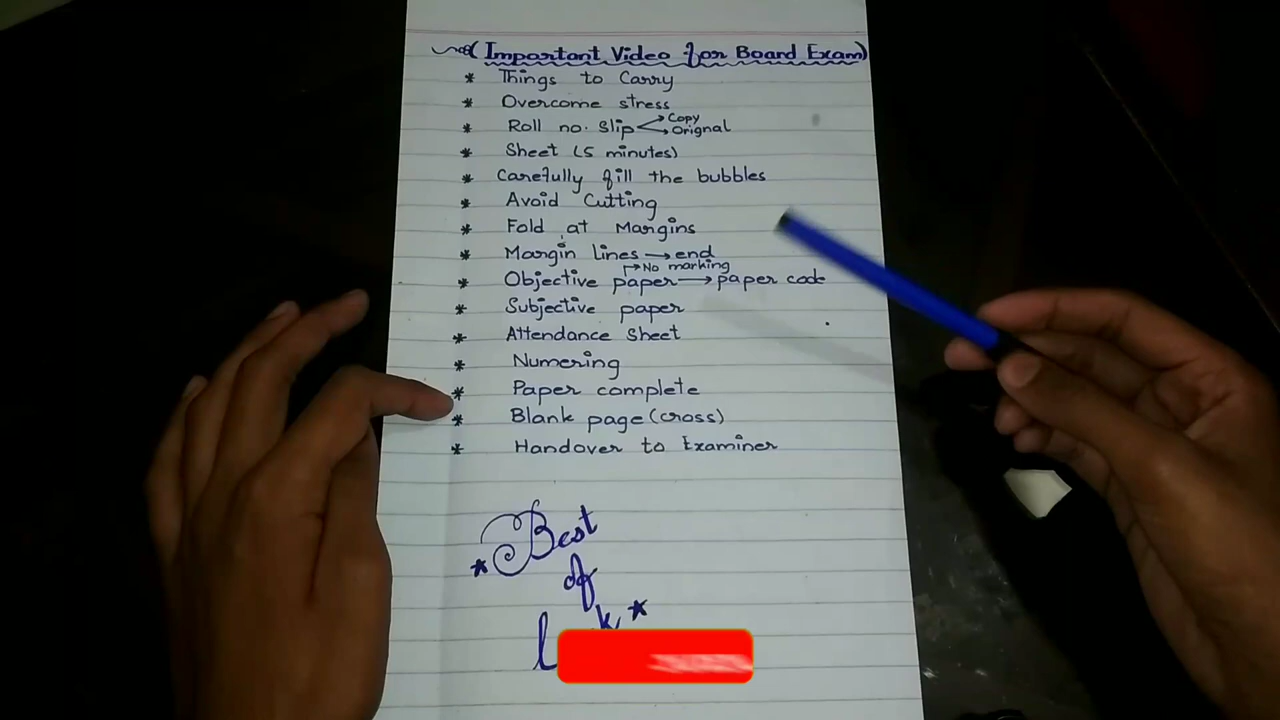 (Important Video for Board Exam)
* Things to Carry
* Overcome stress
* Roll no. Slip → Copy → Orignal
* Sheet (5 minutes)
* Carefully fill the bubbles
* Avoid Cutting
* Fold at Margins
* Margin lines → end
* Objective paper → No marking → paper code
* Subjective paper
* Attendance Sheet
* Numering
* Paper complete
* Blank page (cross)
* Handover to Examiner
* Best
of